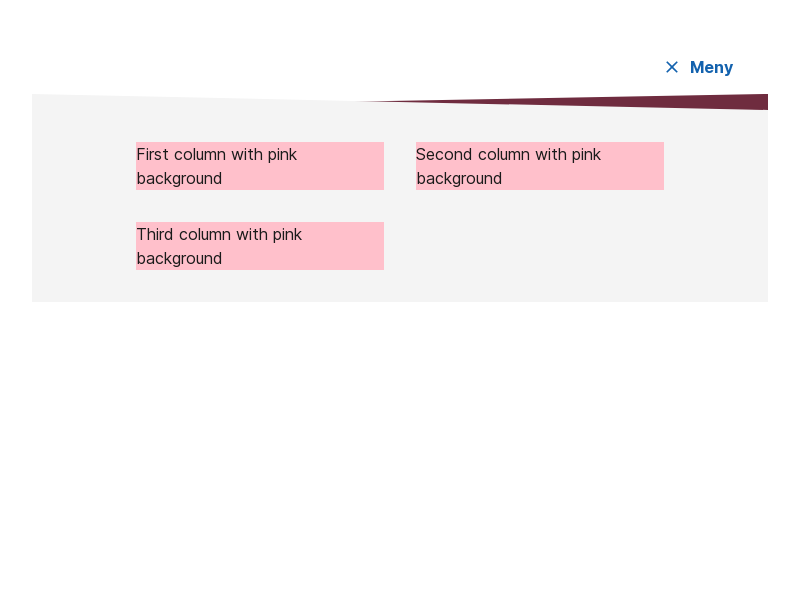 Meny
First column with pink
background
Second column with pink
background
Third column with pink
background